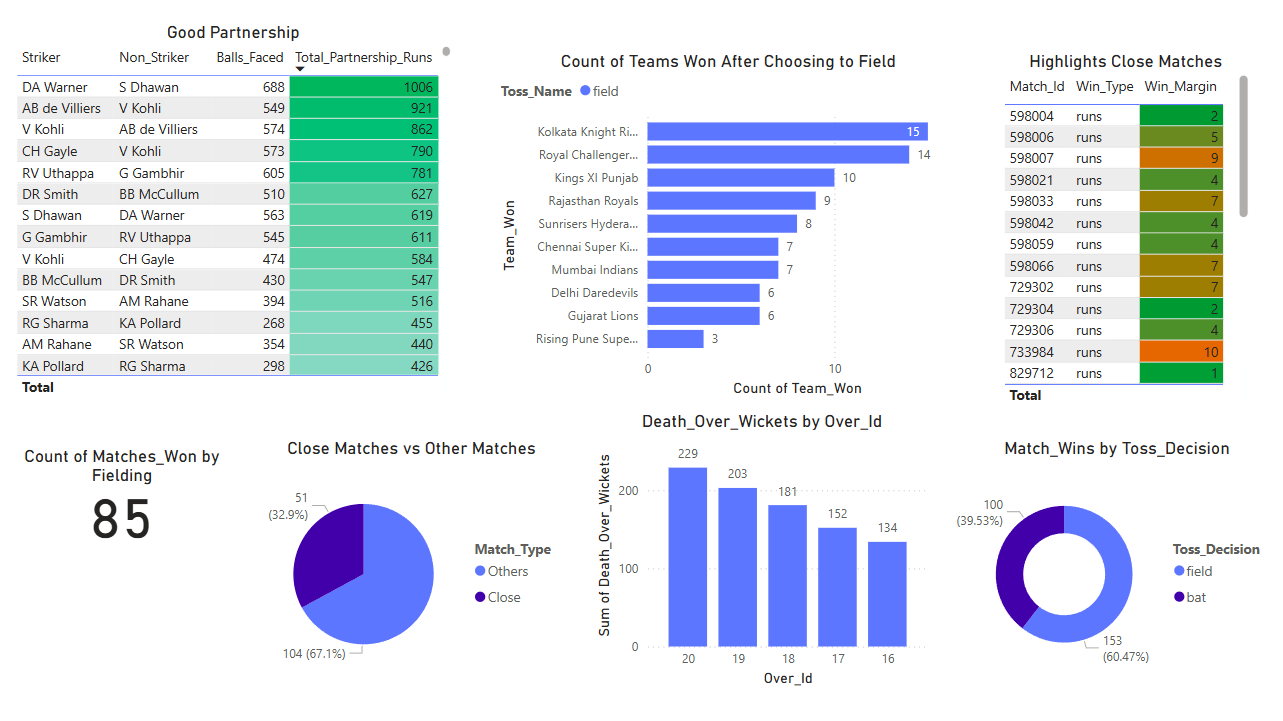 Good Partnership
Striker Non_Striker Balls_Faced Total_Partnership_Runs
DA Warner S Dhawan 688 1006
AB de Villiers V Kohli 549 921
V Kohli AB de Villiers 574 862
CH Gayle V Kohli 573 790
RV Uthappa G Gambhir 605 781
DR Smith BB McCullum 510 627
S Dhawan DA Warner 563 619
G Gambhir RV Uthappa 545 611
V Kohli CH Gayle 474 584
BB McCullum DR Smith 430 547
SR Watson AM Rahane 394 516
RG Sharma KA Pollard 268 455
AM Rahane SR Watson 354 440
KA Pollard RG Sharma 298 426
Total
Count of Teams Won After Choosing to Field
Toss_Name field
Team_Won
Kolkata Knight Ri... 15
Royal Challenger... 14
Kings XI Punjab 10
Rajasthan Royals 9
Sunrisers Hydera... 8
Chennai Super Ki... 7
Mumbai Indians 7
Delhi Daredevils 6
Gujarat Lions 6
Rising Pune Supe... 3
0 10
Count of Team_Won
Highlights Close Matches
Match_Id Win_Type Win_Margin
598004 runs 2
598006 runs 5
598007 runs 9
598021 runs 4
598033 runs 7
598042 runs 4
598059 runs 4
598066 runs 7
729302 runs 7
729304 runs 2
729306 runs 4
733984 runs 10
829712 runs 1
Total
Count of Matches_Won by
Fielding
85
Close Matches vs Other Matches
51
(32.9%)
104 (67.1%)
Match_Type
Others
Close
Death_Over_Wickets by Over_Id
Sum of Death_Over_Wickets
200
100
0
229
203
181
152
134
20 19 18 17 16
Over_Id
Match_Wins by Toss_Decision
100
(39.53%)
153
(60.47%)
Toss_Decision
field
bat